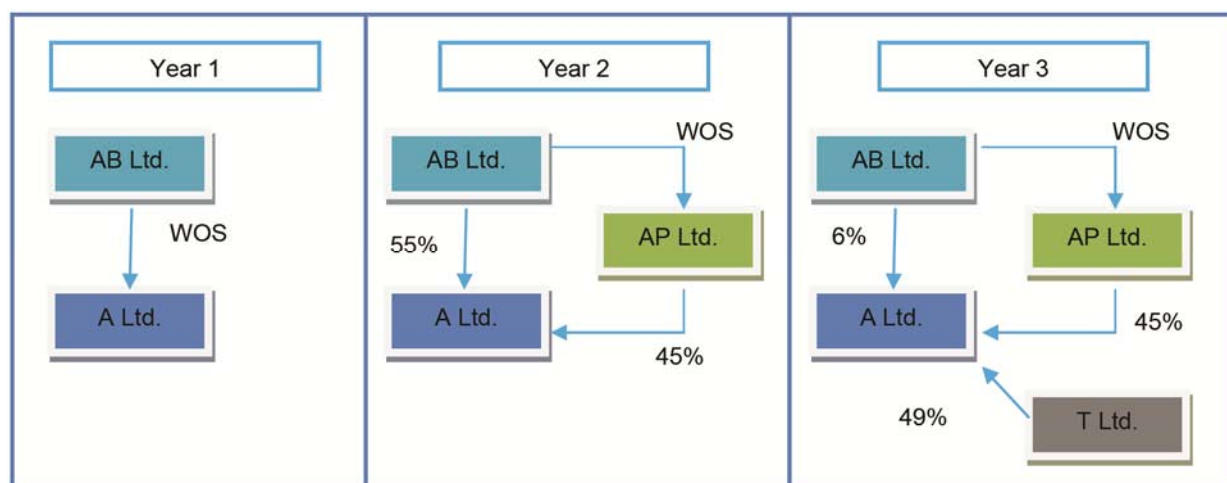 Year 1
AB Ltd.
WOS
A Ltd.
Year 2
AB Ltd.
WOS
55%
AP Ltd.
A Ltd.
45%
Year 3
AB Ltd.
WOS
6%
AP Ltd.
A Ltd.
45%
49%
T Ltd.